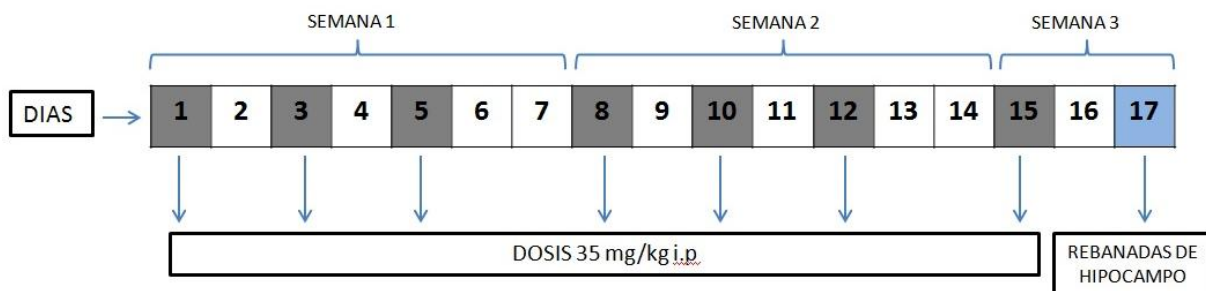 SEMANA 1 SEMANA 2 SEMANA 3
DIAS 1 2 3 4 5 6 7 8 9 10 11 12 13 14 15 16 17
DOSIS 35 mg/kg i.p
REBANADAS DE
HIPOCAMPO